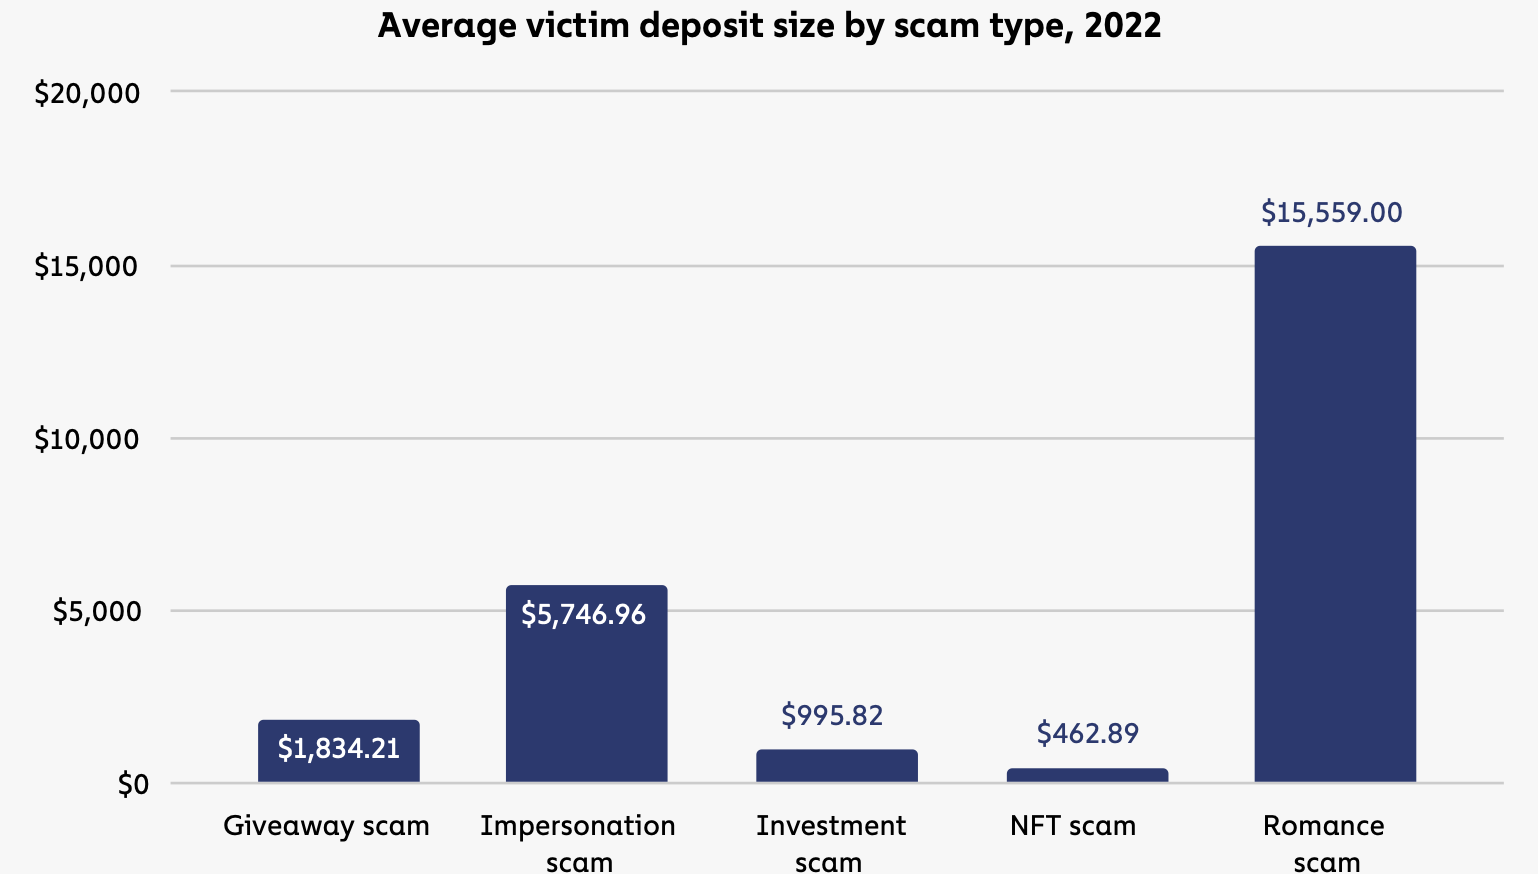 Average victim deposit size by scam type, 2022
$20,000
$15,000
$10,000
$5,000
$0
$1,834.21
$5,746.96
$995.82
$462.89
$15,559.00
Giveaway scam
Impersonation
scam
Investment
scam
NFT scam
Romance
scam